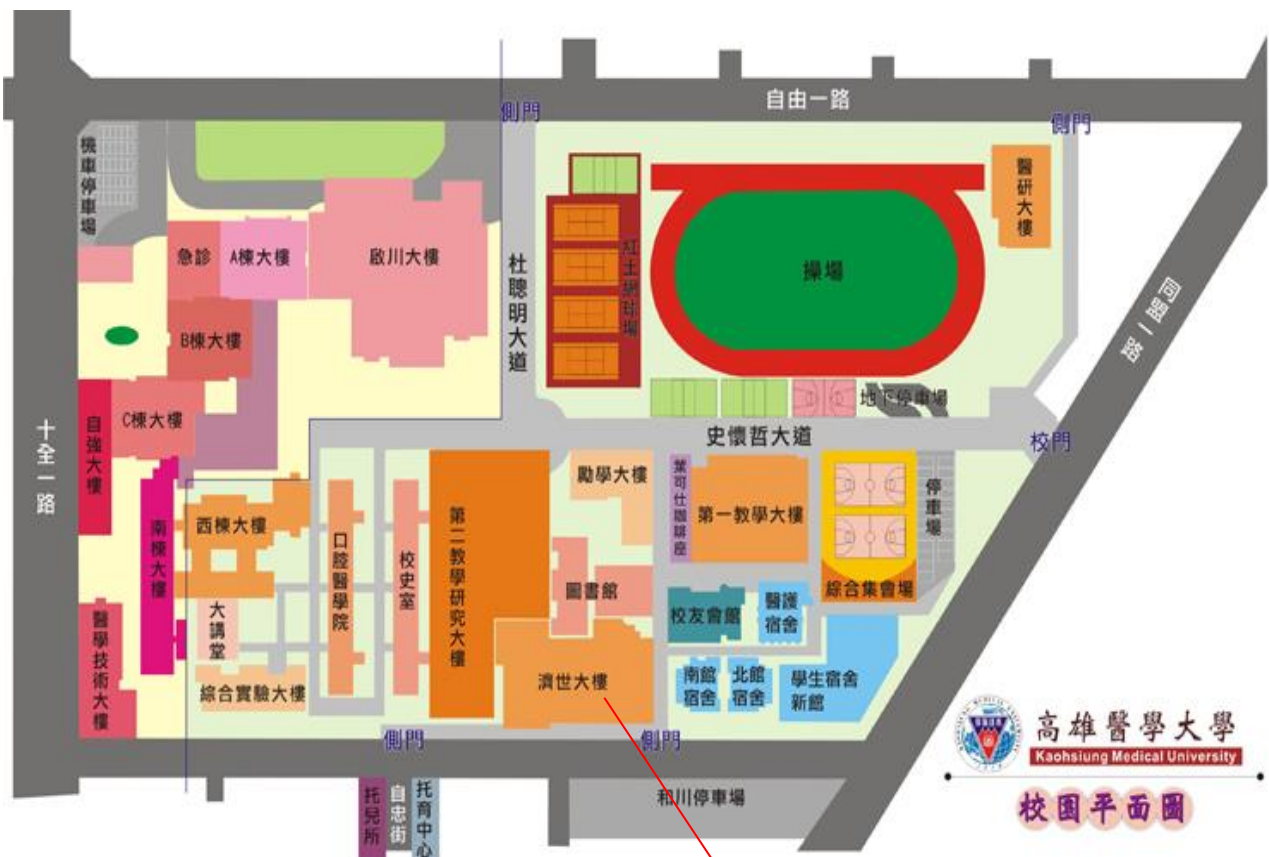 自由一路
側門
側門
機車停車場
醫研大樓
急診
A棟大樓
啟川大樓
杜聰明大道
紅土網球場
操場
同盟一路
B棟大樓
自強大樓
C棟大樓
地下停車場
十全一路
史懷哲大道
校門
南棟大樓
西棟大樓
口腔醫學院
校史室
第二教學研究大樓
勵學大樓
葉可仕咖啡座
第一教學大樓
停車場
圖書館
綜合集會場
大講堂
校友會館
醫護
宿舍
醫學技術大樓
綜合實驗大樓
濟世大樓
南館
宿舍
北館
宿舍
學生宿舍
新館
側門
側門
托兒所
自忠街
托育中心
和川停車場
高雄醫學大學
Kaohsiung Medical University
校園平面圖